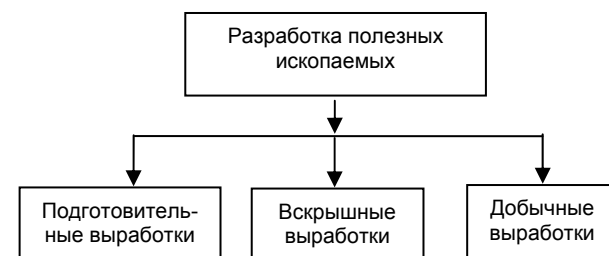 Разработка полезных
ископаемых
Подготовитель-
ные выработки
Вскрышные
выработки
Добычные
выработки